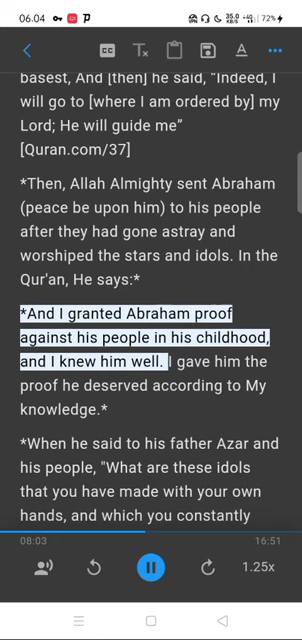 06.04
35.0
KB/S
4G
72%
CC
A
basest, And [then] he said, "Indeed, I
will go to [where I am ordered by] my
Lord; He will guide me”
[Quran.com/37]
*Then, Allah Almighty sent Abraham
(peace be upon him) to his people
after they had gone astray and
worshiped the stars and idols. In the
Qur'an, He says:*
*And I granted Abraham proof
against his people in his childhood,
and I knew him well. I gave him the
proof he deserved according to My
knowledge.*
*When he said to his father Azar and
his people, "What are these idols
that you have made with your own
hands, and which you constantly
08:03
16:51
1.25x